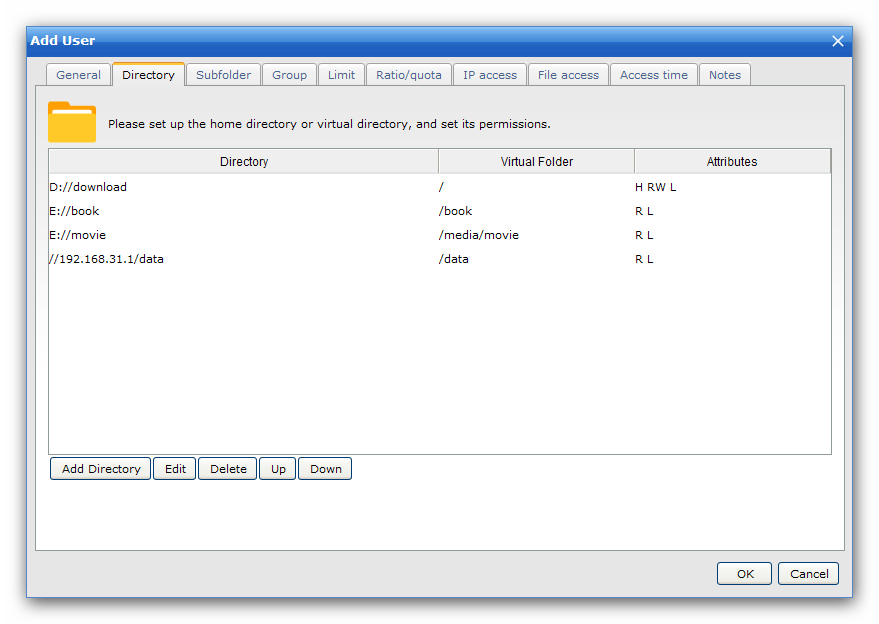 Add User
General Directory Subfolder Group Limit Ratio/quota IP access File access Access time Notes
Please set up the home directory or virtual directory, and set its permissions.
Directory Virtual Folder Attributes
D://download / H RW L
E://book /book R L
E://movie /media/movie R L
//192.168.31.1/data /data R L
Add Directory Edit Delete Up Down
OK Cancel